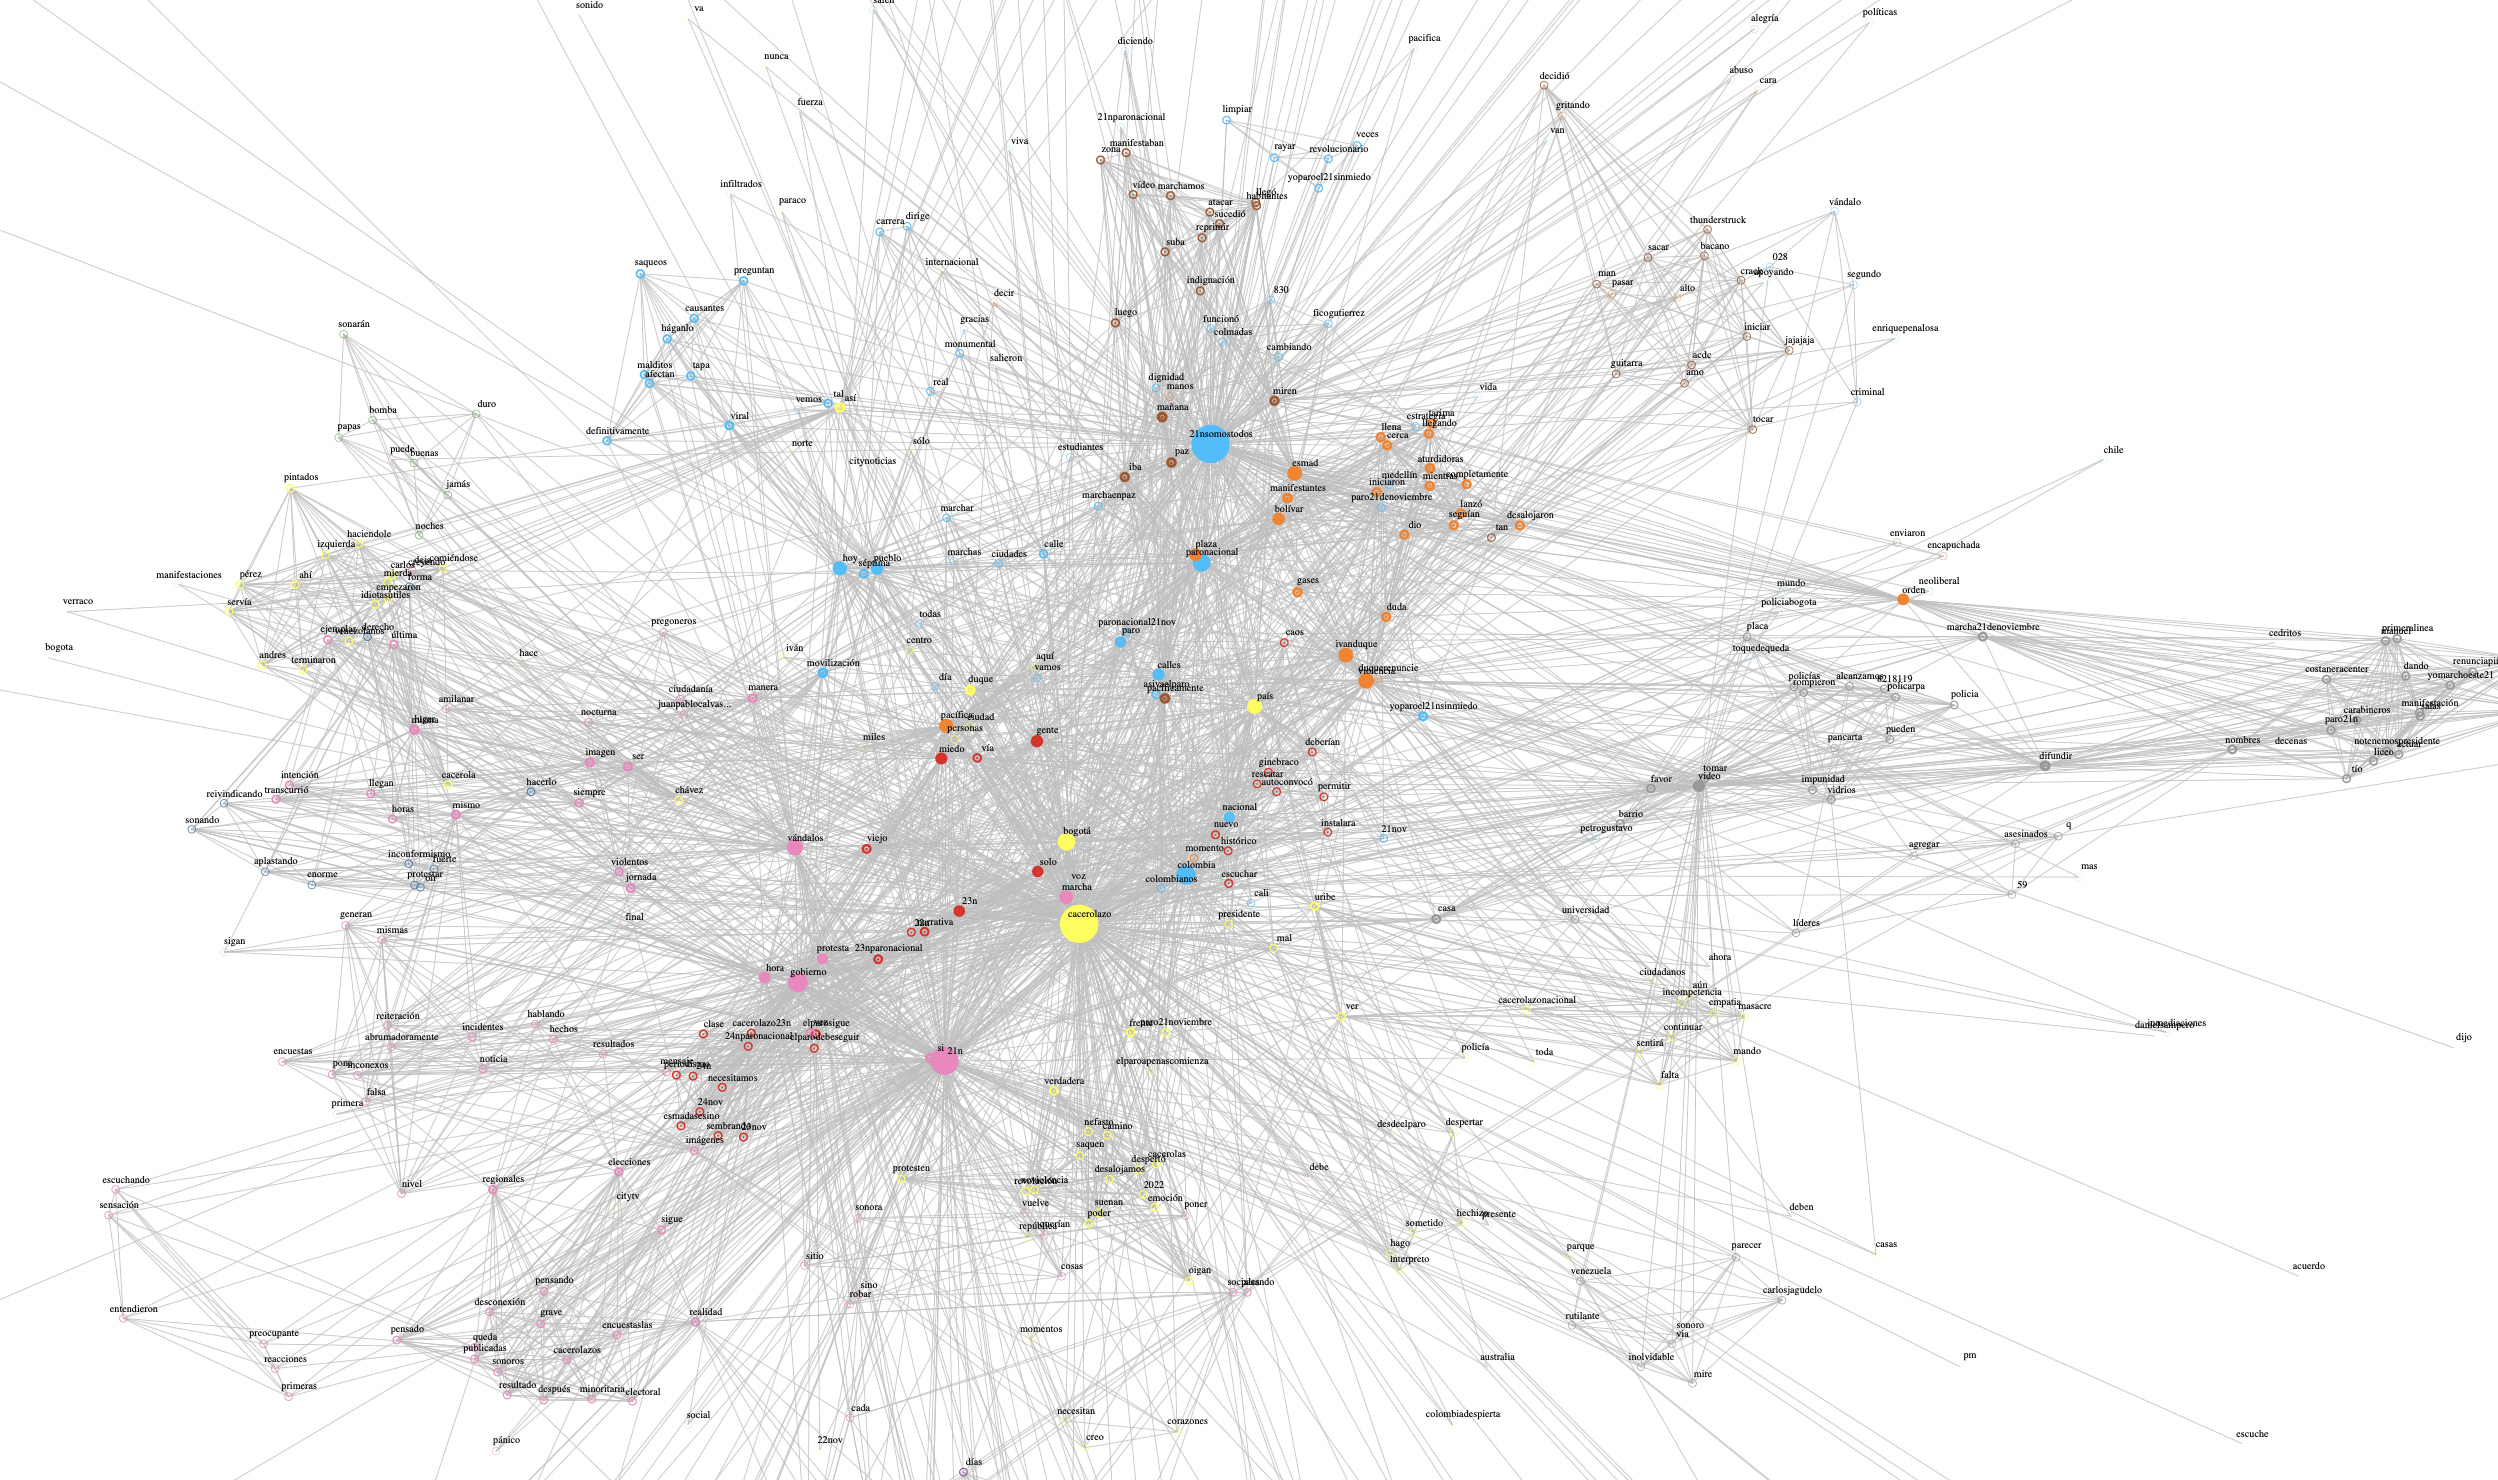 sonido
va
salen
diciendo
pacifica
alegría
políticas
nunca
decidió
abuso
cara
fuerza
21nparonacional
limpiar
gritando
van
viva
zona
manifestaban
rayar
revolucionario
veces
yoparoel21sinmiedo
infiltrados
paraco
vídeo
marchamos
llegó
habitantes
atacar
sucedió
reprimir
carrera
dirige
suba
thunderstruck
vándalo
sacar
bacano
028
saqueos
preguntan
internacional
indignación
man
pasar
crack
apoyando
segundo
alto
causantes
decir
830
háganlo
gracias
luego
funcionó
colmadas
ficogutierrez
sonarán
iniciar
enriquepenalosa
monumental
salieron
cambiando
jajajaja
malditos
afectan
tapa
real
dignidad
manos
vida
guitarra
acdc
amo
criminal
bomba
duro
papas
vemos
tal
así
mañana
miren
estrategia
tarima
llegando
definitivamente
viral
21nsomostodos
llena
cerca
tocar
puede
buenas
norte
sólo
citynoticias
estudiantes
paz
iba
esmad
aturdidoras
chile
pintados
jamás
marchaenpaz
manifestantes
medellín
iniciaron
mientras
completamente
paro21denoviembre
noches
marchar
bolívar
lanzó
seguían
desalojaron
dio
tan
izquierda
haciendole
comiéndose
hoy
pueblo
séptima
marchas
ciudades
calle
plaza
paronacional
enviaron
encapuchada
manifestaciones
pérez
ahí
carlos
mierda
forma
empezaron
idiotasutiles
gases
mundo
neoliberal
orden
verraco
servía
todas
duda
policiabogota
ejemplar
venezolanos
derecho
última
pregoneros
centro
paronacional21nov
paro
caos
placa
marcha21denoviembre
cedritos
primeralinea
bogota
andres
terminaron
hace
iván
movilización
aquí
vamos
calles
ivanduque
duquerenuncie
violencia
toquedequeda
costaneracenter
dando
ciudadanía
juanpablocalvas...
manera
día
duque
asivaelparo
pacíficamente
policías
rompieron
alcanzamos
8218119
policarpa
policia
yomarchoeste21
amilanar
nocturna
pacífica
ciudad
personas
país
yoparoel21nsinmiedo
carabineros
manifestación
paro21n
miles
gente
pancarta
pueden
nombres
decenas
notenemospresidente
liceo
imagen
ser
miedo
vía
deberían
favor
tomar
video
difundir
tío
intención
transcurrió
llegan
cacerola
hacerlo
siempre
chávez
ginebraco
rescatar
autoconvocó
permitir
impunidad
vidrios
reivindicando
horas
mismo
nacional
sonando
vándalos
viejo
bogotá
nuevo
instalara
21nov
barrio
petrogustavo
q
asesinados
histórico
momento
aplastando
inconformismo
fuerte
violentos
solo
colombia
agregar
mas
enorme
protestar
oír
jornada
voz
marcha
colombianos
escuchar
59
cali
uribe
generan
final
23n
22n
narrativa
cacerolazo
presidente
casa
universidad
líderes
sigan
mismas
protesta
23nparonacional
mal
hora
gobierno
ahora
ciudadanos
aún
incompetencia
ver
cacerolazonacional
empatia
masacre
reiteración
hablando
abrumadoramente
incidentes
hechos
clase
cacerolazo23n
24nparonacional
elparosigue
elparodebeseguir
frente
paro21noviembre
continuar
danielsampero
inmediaciones
dijo
encuestas
inconexos
noticia
resultados
si
21n
elparoapenascomienza
policía
toda
sentirá
mando
mensaje
24n
necesitamos
verdadera
falta
falsa
primera
24nov
esmadasesino
sembrando
23nov
imágenes
nefasto
camino
saquen
desdeelparo
despertar
escuchando
sensación
nivel
regionales
elecciones
citytv
protesten
cacerolas
desalojamos
2022
emoción
debe
sonora
vuelve
república
suenan
poder
poner
sigue
hechizo
presente
sometido
deben
casas
sitio
cosas
oigan
hago
interpreto
parque
parecer
venezuela
acuerdo
pensando
sino
robar
sociales
entendieron
desconexión
grave
encuestaslas
realidad
carlosjagudelo
rutilante
preocupante
pensado
queda
publicadas
cacerolazos
momentos
sonoro
vía
reacciones
sonoros
australia
inolvidable
pm
primeras
resultado
después
minoritaria
electoral
mire
social
cada
necesitan
corazones
colombiadespierta
pánico
22nov
creo
escuche
días